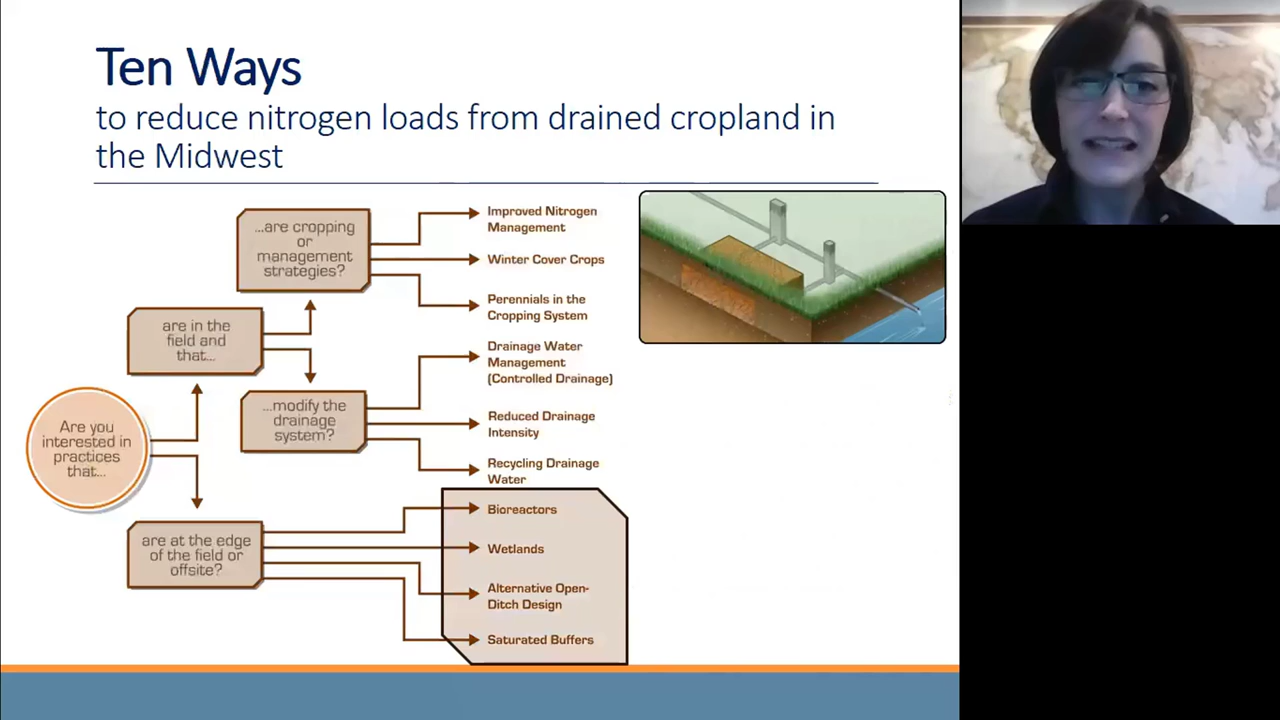 Ten Ways
to reduce nitrogen loads from drained cropland in
the Midwest
...are cropping
or
management
strategies?
Improved Nitrogen
Management
Winter Cover Crops
Perennials in the
Cropping System
are in the
field and
that...
Drainage Water
Management
(Controlled Drainage)
...modify the
drainage
system?
Reduced Drainage
Intensity
Recycling Drainage
Water
Are you
interested in
practices
that...
are at the edge
of the field or
offsite?
Bioreactors
Wetlands
Alternative Open-
Ditch Design
Saturated Buffers